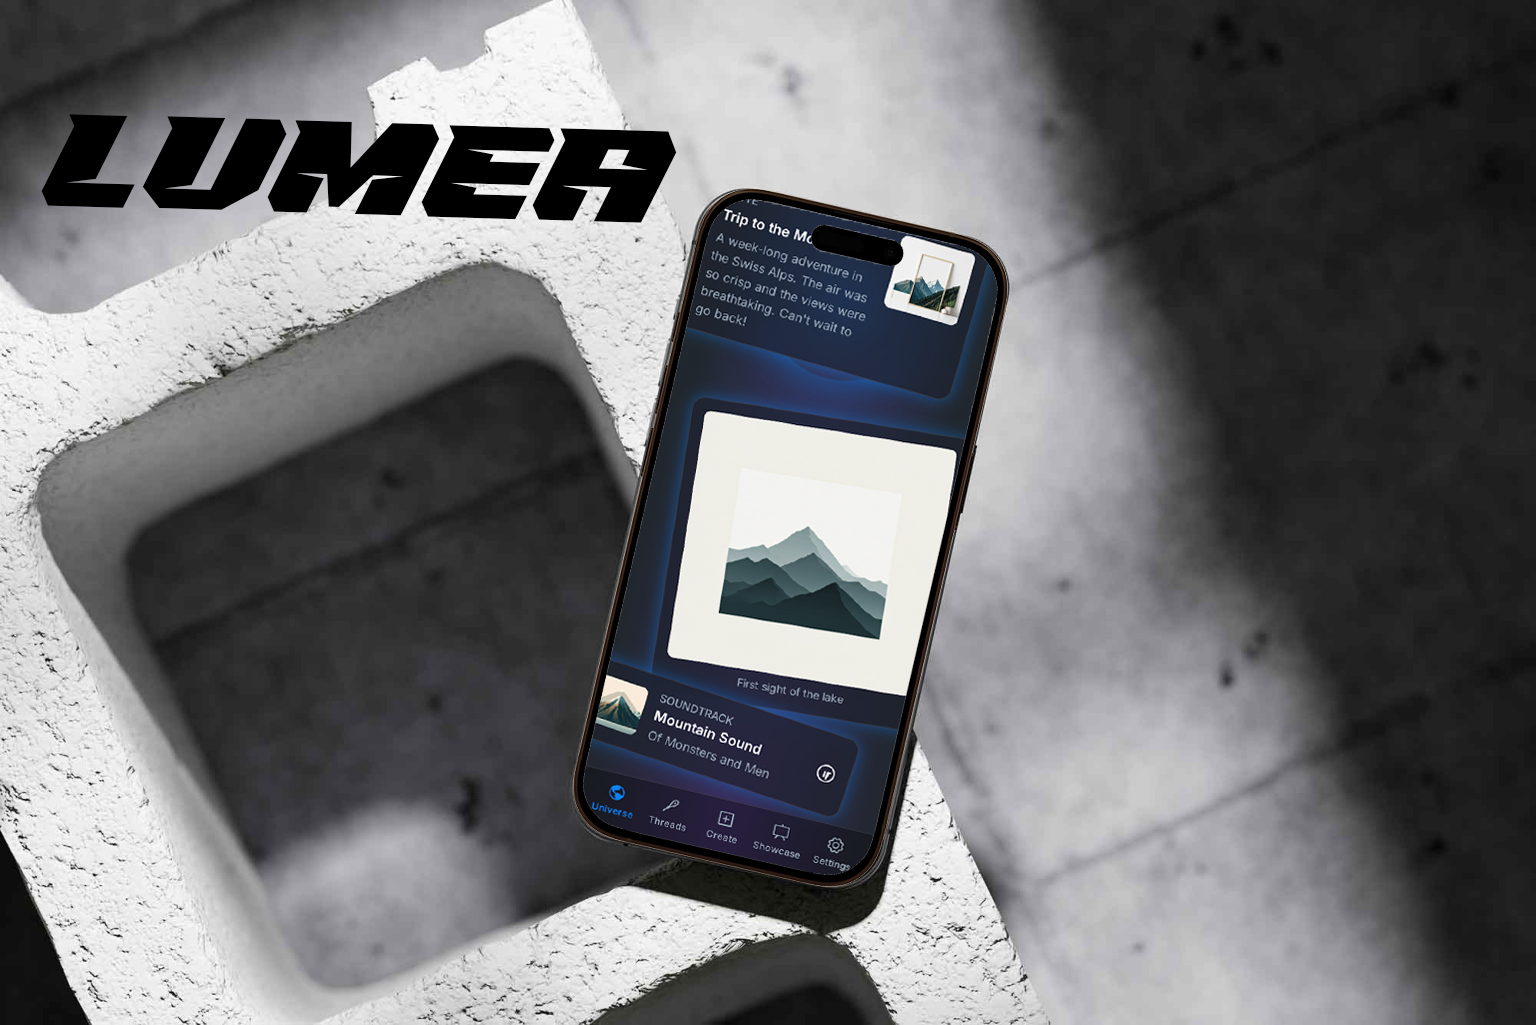 LUMEA
Trip to the Mo
A week-long adventure in
the Swiss Alps. The air was
so crisp and the views were
breathtaking. Can't wait to
go back!
First sight of the lake
SOUNDTRACK
Mountain Sound
Of Monsters and Men
Universe
Threads
Create
Showcase
Settings